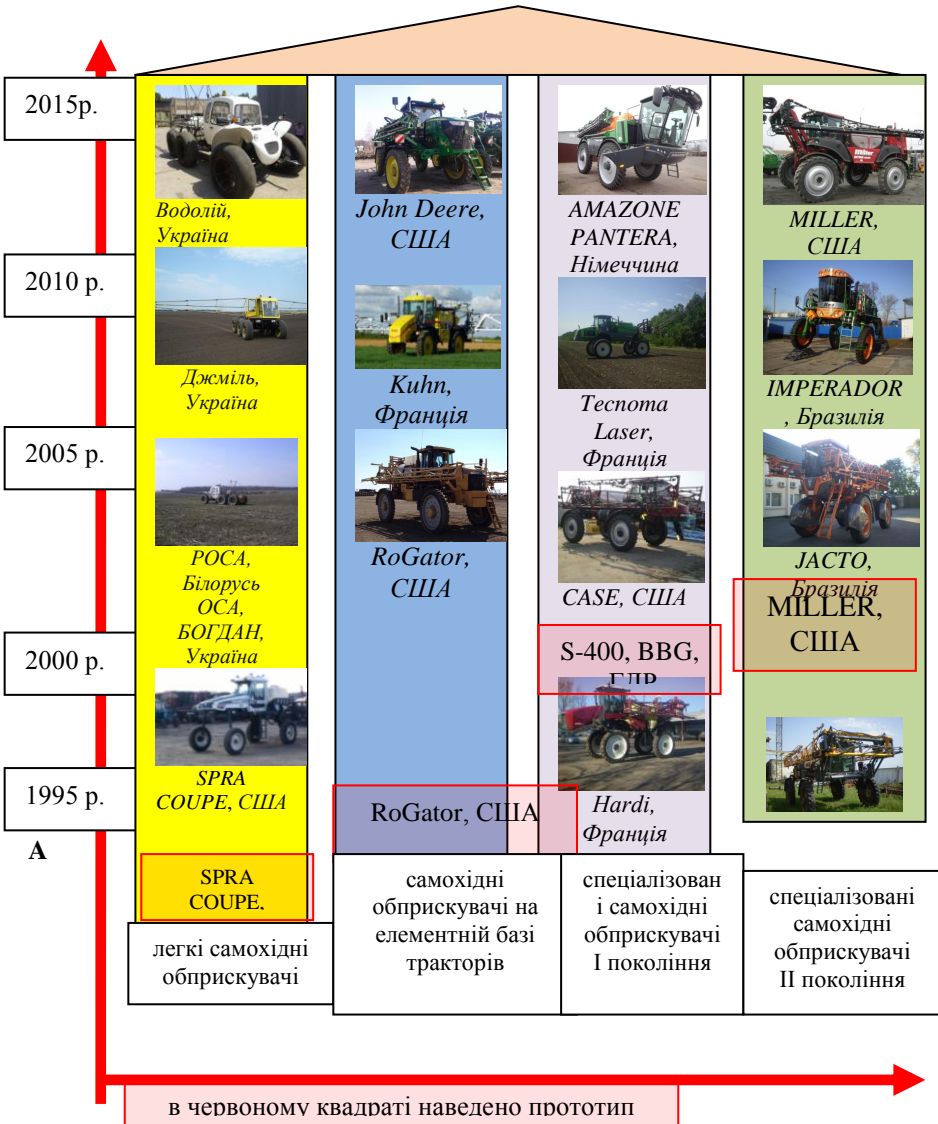 2015р.
2010 р.
2005 р.
2000 р.
1995 р.
А
Водолій,
Україна
Джміль,
Україна
РОСА,
Білорусь
ОСА,
БОГДАН,
Україна
SPRA
COUPE, США
SPRA
COUPE,
легкі самохідні
обприскувачі
John Deere,
США
Kuhn,
Франція
RoGator,
США
RoGator, США
самохідні
обприскувачі на
елементній базі
тракторів
AMAZONE
PANTERA,
Німеччина
Tecnoma
Laser,
Франція
CASE, США
S-400, BBG,
Hardi,
Франція
спеціалізован
і самохідні
обприскувачі
І покоління
MILLER,
США
IMPERADOR
, Бразилія
JACTO,
Бразилія
MILLER,
США
спеціалізовані
самохідні
обприскувачі
ІІ покоління
в червоному квадраті наведено прототип